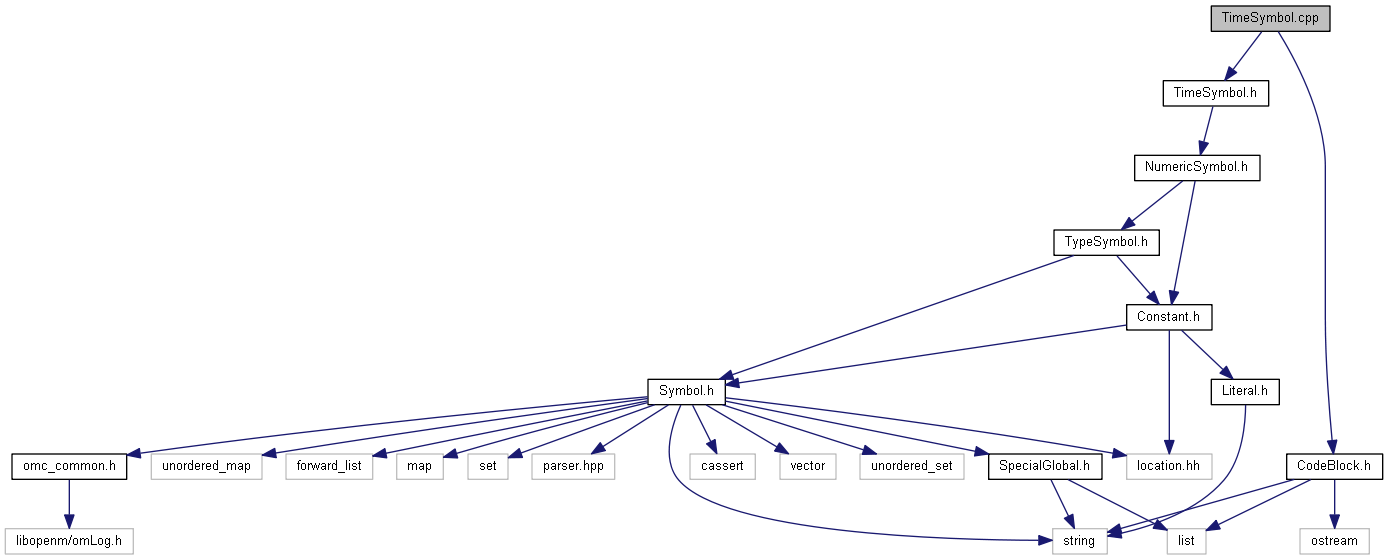 TimeSymbol.cpp
TimeSymbol.h
NumericSymbol.h
TypeSymbol.h
Constant.h
Symbol.h
Literal.h
omc_common.h
unordered_map
forward_list
map
set
parser.hpp
cassert
vector
unordered_set
SpecialGlobal.h
location.hh
CodeBlock.h
libopenm/omLog.h
string
list
ostream